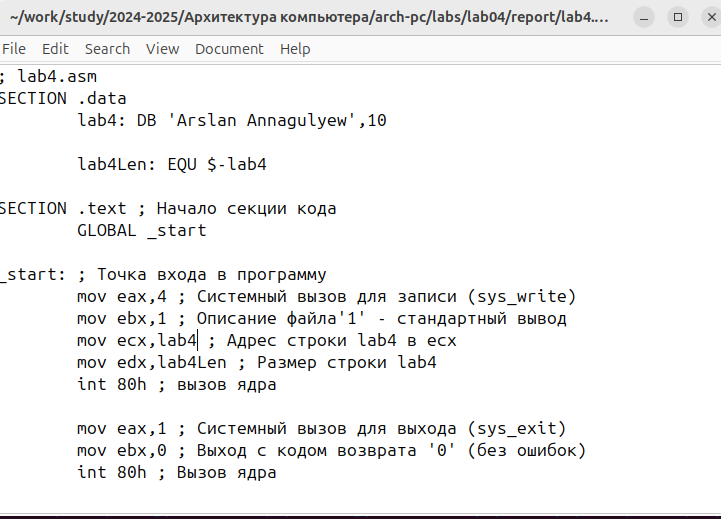 ~/work/study/2024-2025/Архитектура компьютера/arch-pc/labs/lab04/report/lab4....
File Edit Search View Document Help
; lab4.asm
SECTION .data
lab4: DB 'Arslan Annagulyew',10
lab4Len: EQU $-lab4
SECTION .text ; Начало секции кода
GLOBAL _start
_start: ; Точка входа в программу
mov eax,4 ; Системный вызов для записи (sys_write)
mov ebx,1 ; Описание файла'1' - стандартный вывод
mov ecx,lab4 ; Адрес строки lab4 в ecx
mov edx,lab4Len ; Размер строки lab4
int 80h ; вызов ядра
mov eax,1 ; Системный вызов для выхода (sys_exit)
mov ebx,0 ; Выход с кодом возврата '0' (без ошибок)
int 80h ; Вызов ядра